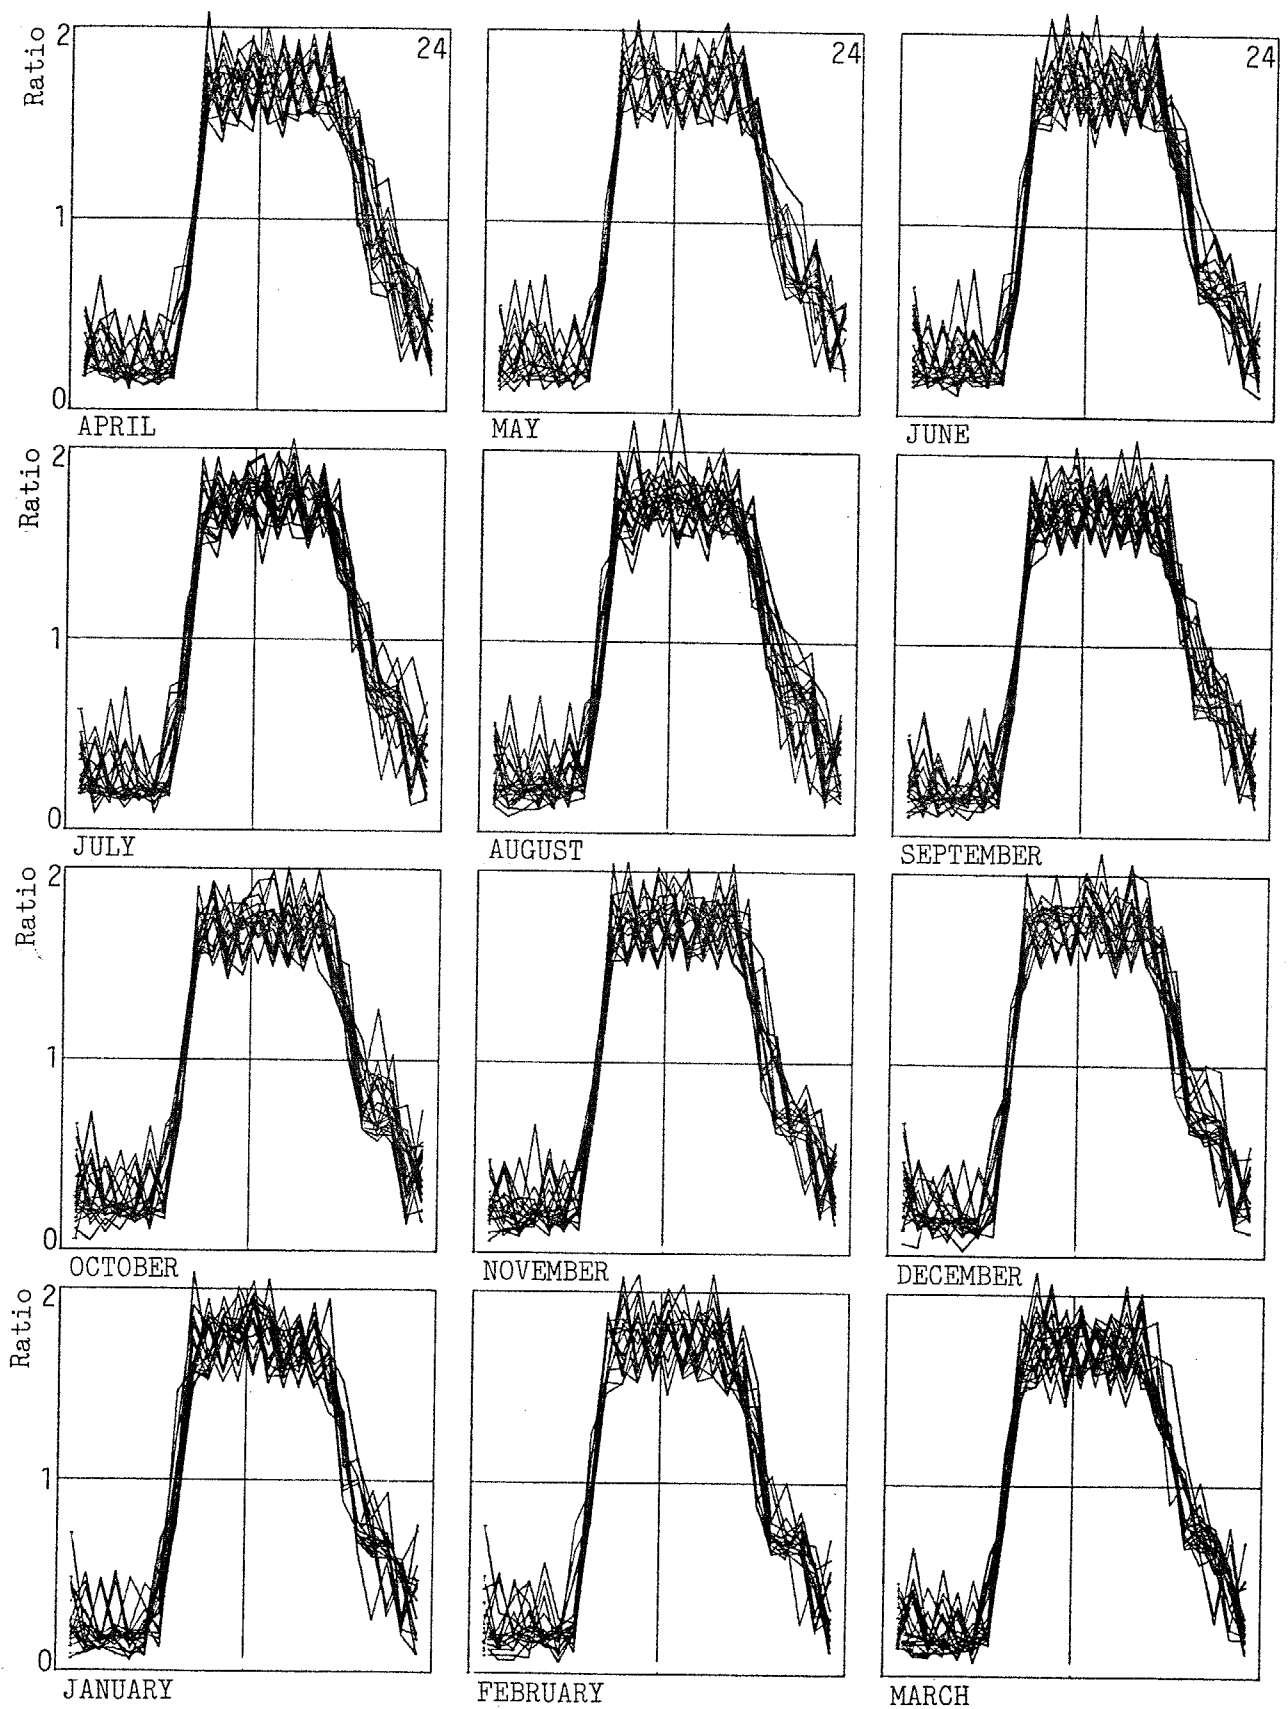 2
Ratio
24
24
24
1
0
APRIL
MAY
JUNE
2
Ratio
1
0
JULY
AUGUST
SEPTEMBER
2
Ratio
1
0
OCTOBER
NOVEMBER
DECEMBER
2
Ratio
1
0
JANUARY
FEBRUARY
MARCH